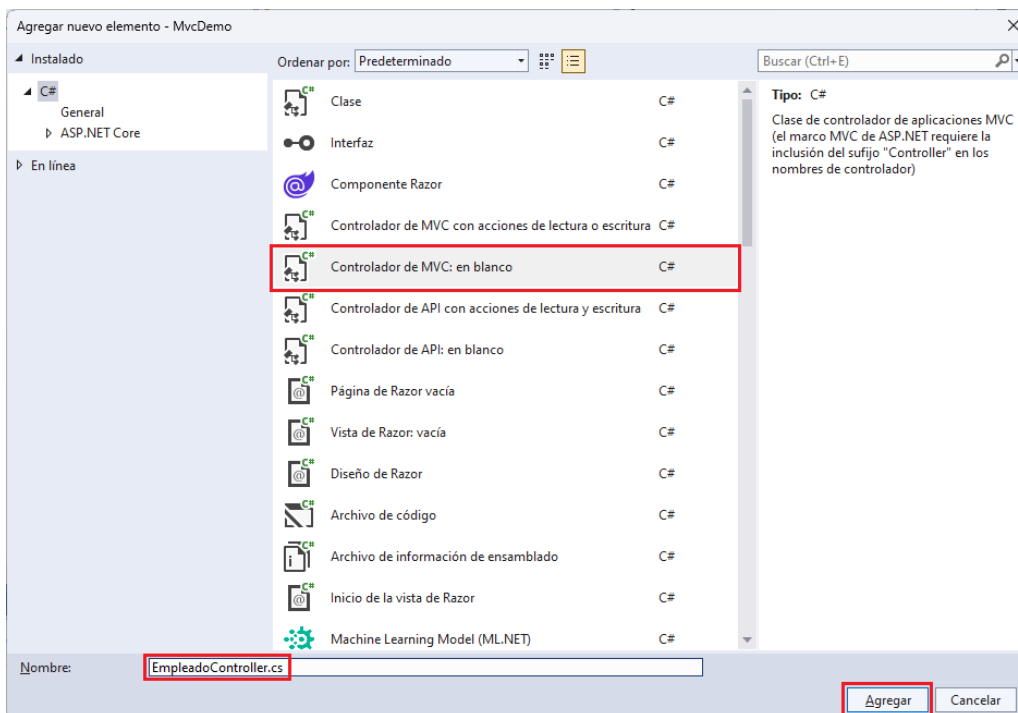 Agregar nuevo elemento - MvcDemo
Instalado
C#
General
ASP.NET Core
En línea
Ordenar por: Predeterminado
Buscar (Ctrl+E)
Clase C#
Interfaz C#
Componente Razor C#
Controlador de MVC con acciones de lectura o escritura C#
Controlador de MVC: en blanco C#
Controlador de API con acciones de lectura y escritura C#
Controlador de API: en blanco C#
Página de Razor vacía C#
Vista de Razor: vacía C#
Diseño de Razor C#
Archivo de código C#
Archivo de información de ensamblado C#
Inicio de la vista de Razor C#
Machine Learning Model (ML.NET) C#
Tipo: C#
Clase de controlador de aplicaciones MVC
(el marco MVC de ASP.NET requiere la
inclusión del sufijo "Controller" en los
nombres de controlador)
Nombre: EmpleadoController.cs
Agregar Cancelar